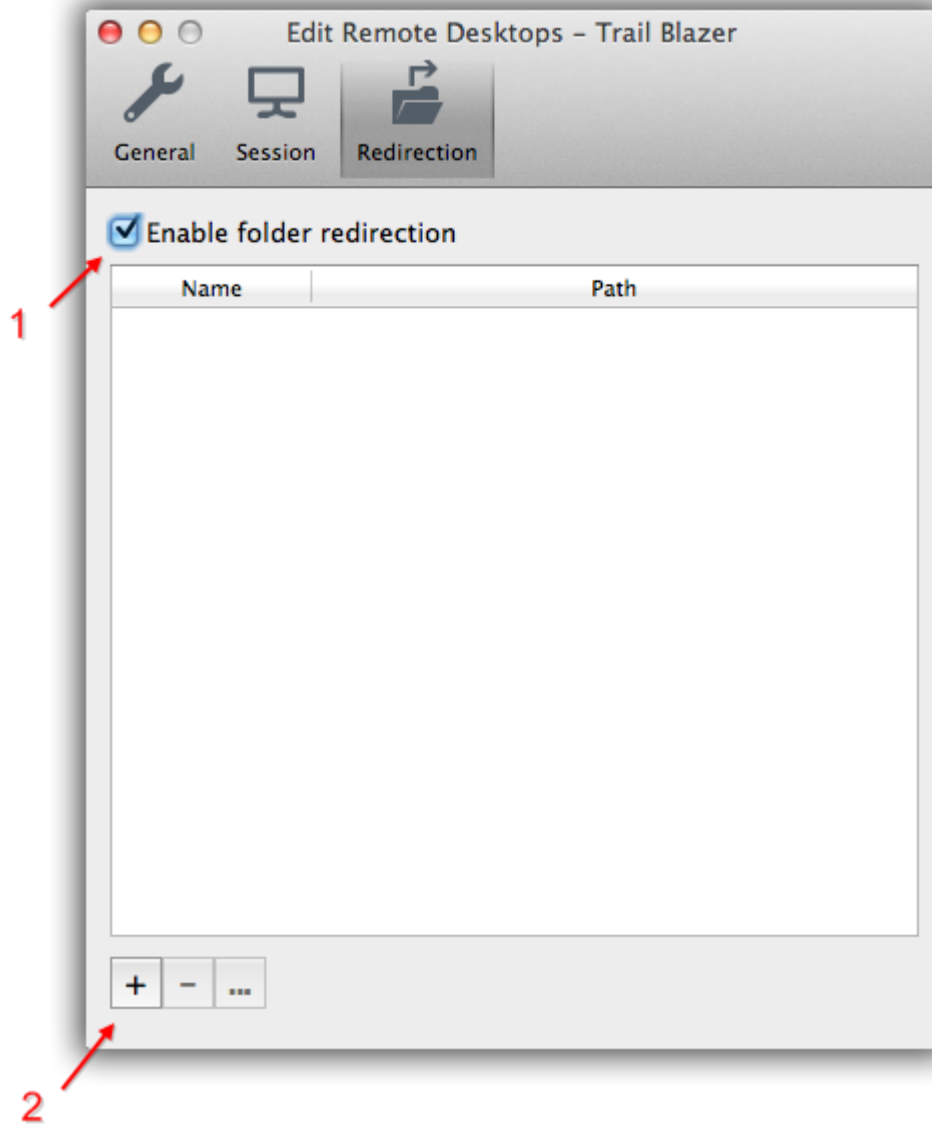 Edit Remote Desktops – Trail Blazer
General Session Redirection
Enable folder redirection
Name Path
1
+ − ...
2